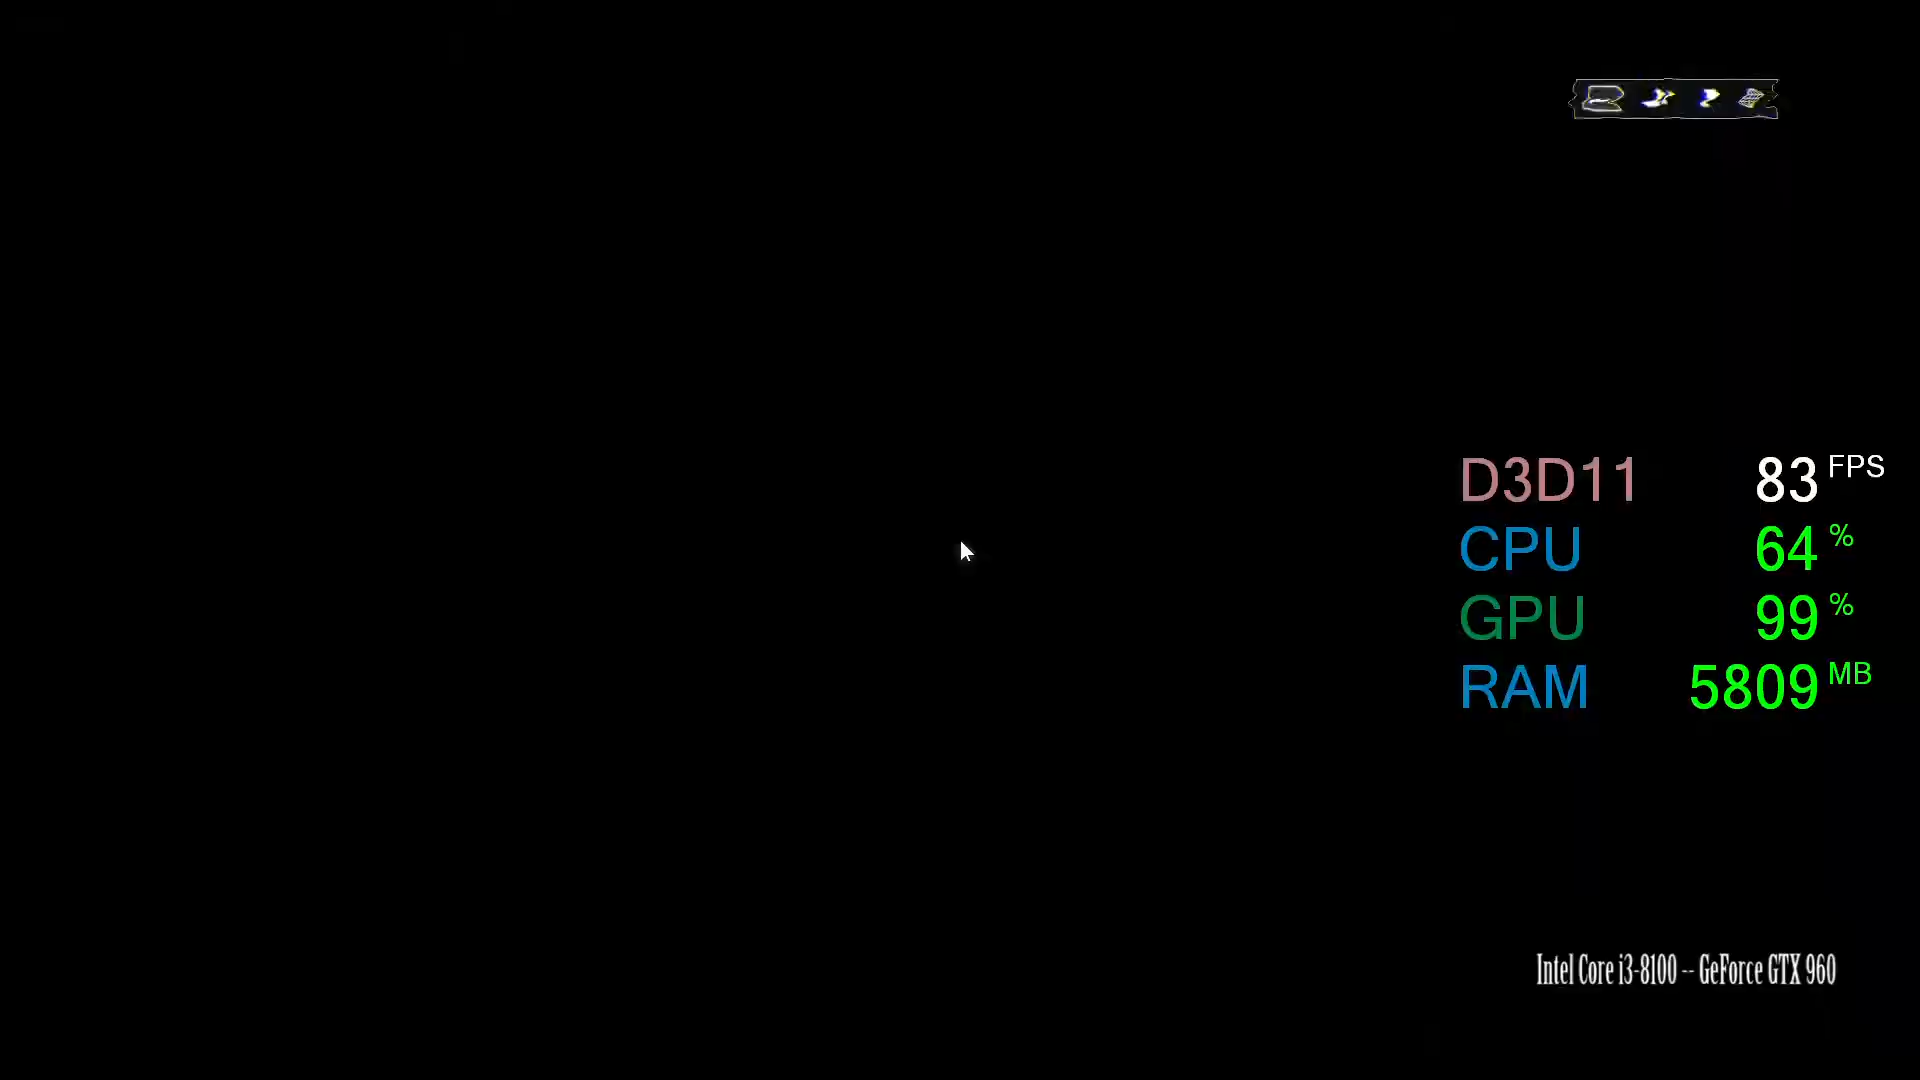 D3D11 83 FPS
CPU 64 %
GPU 99 %
RAM 5809 MB
Intel Core i3-8100 -- GeForce GTX 960